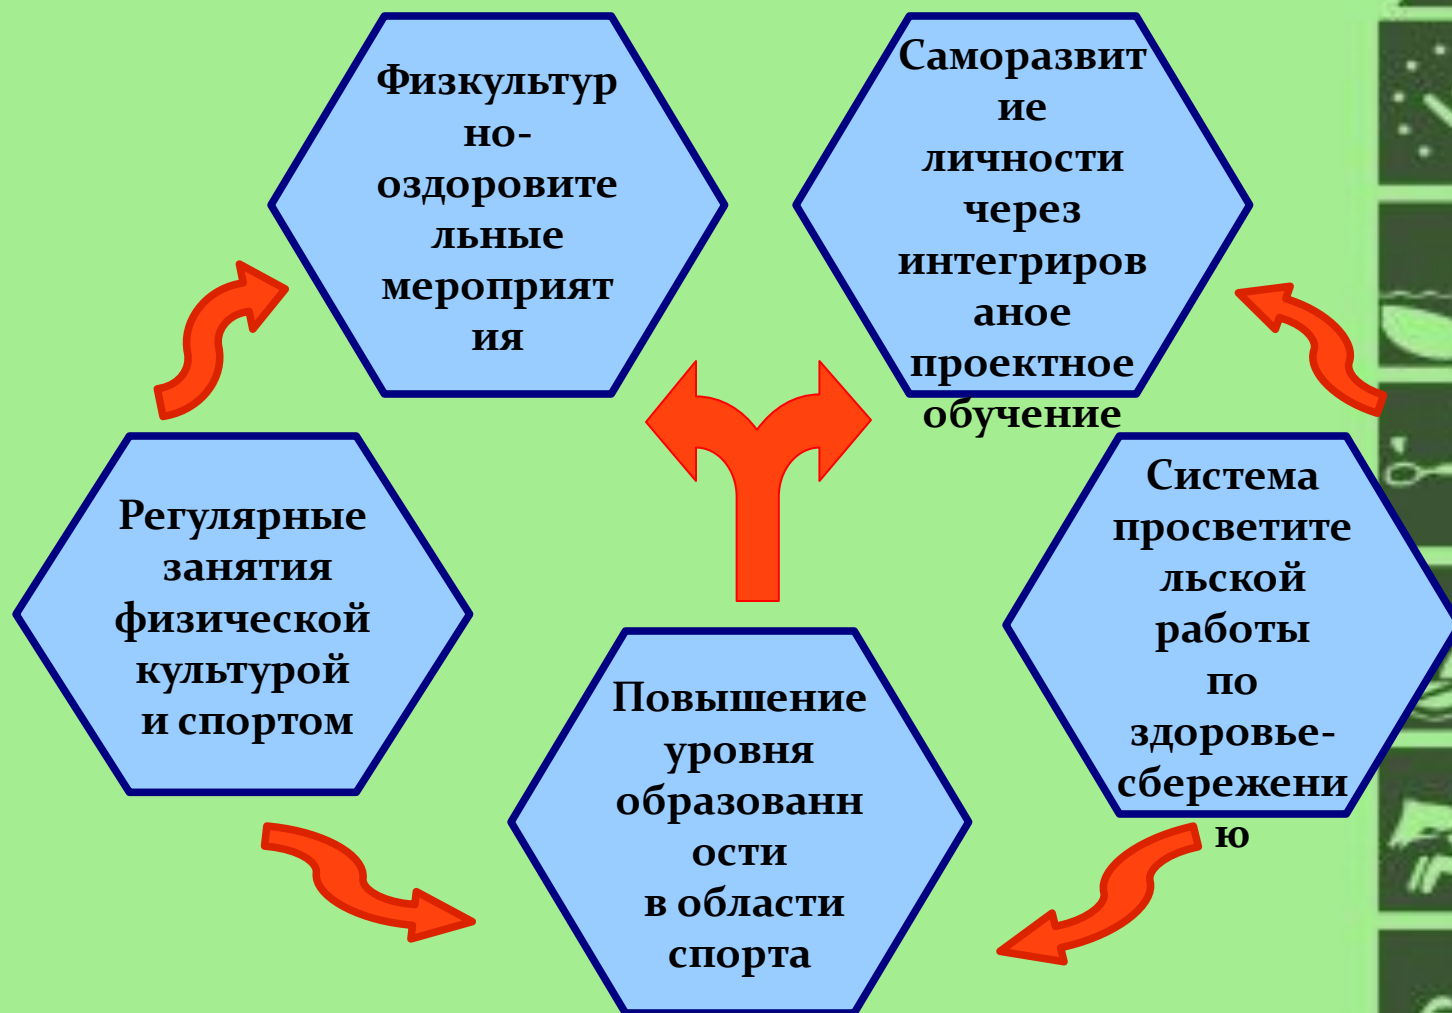 Физкультур
но-
оздоровите
льные
мероприят
ия
Саморазвит
ие
личности
через
интегриров
аное
проектное
обучение
Регулярные
занятия
физической
культурой
и спортом
Повышение
уровня
образованн
ости
в области
спорта
Система
просветите
льской
работы
по
здоровье-
сбережени
ю